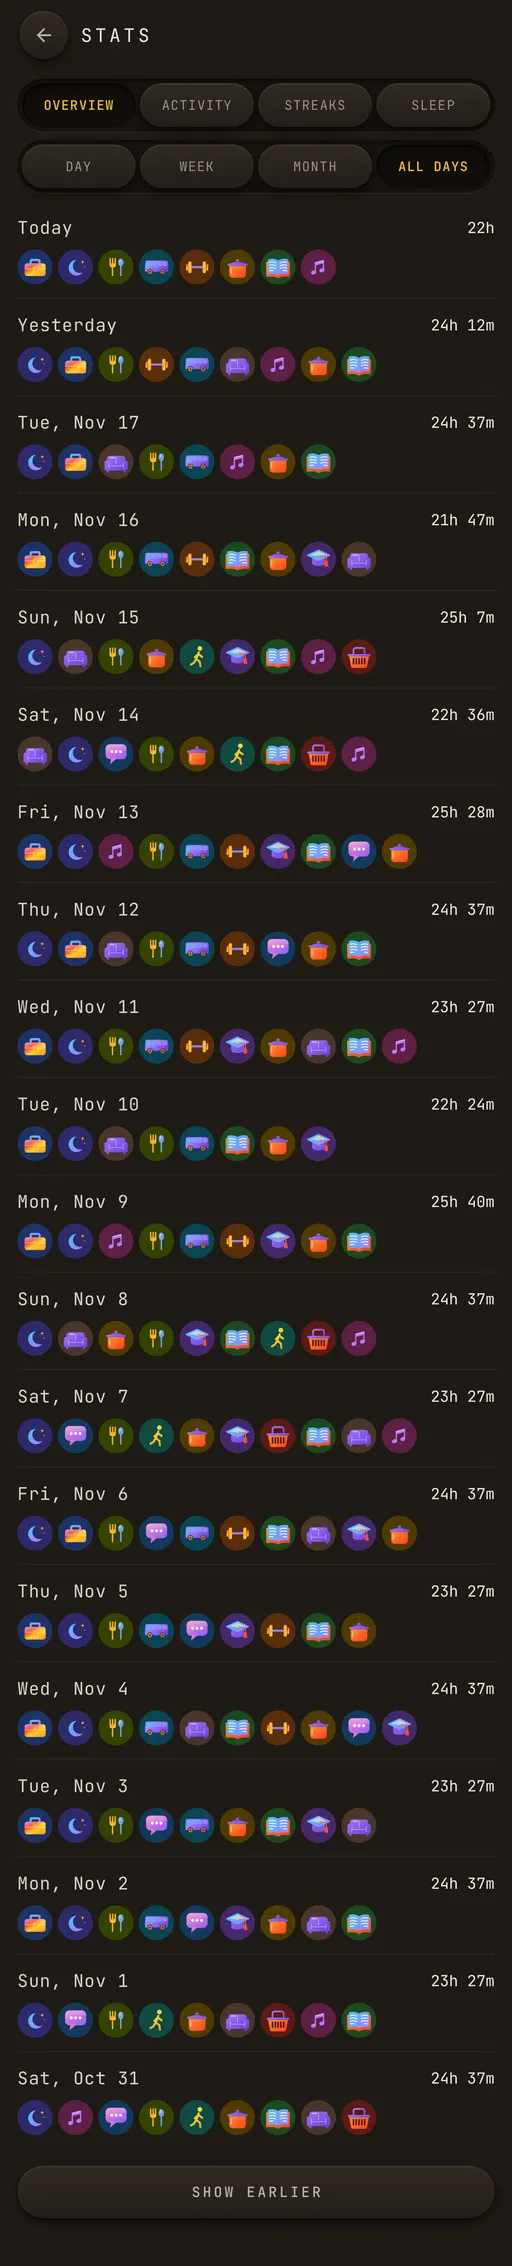 STATS
OVERVIEW ACTIVITY STREAKS SLEEP
DAY WEEK MONTH ALL DAYS
Today 22h
Yesterday 24h 12m
Tue, Nov 17 24h 37m
Mon, Nov 16 21h 47m
Sun, Nov 15 25h 7m
Sat, Nov 14 22h 36m
Fri, Nov 13 25h 28m
Thu, Nov 12 24h 37m
Wed, Nov 11 23h 27m
Tue, Nov 10 22h 24m
Mon, Nov 9 25h 40m
Sun, Nov 8 24h 37m
Sat, Nov 7 23h 27m
Fri, Nov 6 24h 37m
Thu, Nov 5 23h 27m
Wed, Nov 4 24h 37m
Tue, Nov 3 23h 27m
Mon, Nov 2 24h 37m
Sun, Nov 1 23h 27m
Sat, Oct 31 24h 37m
SHOW EARLIER